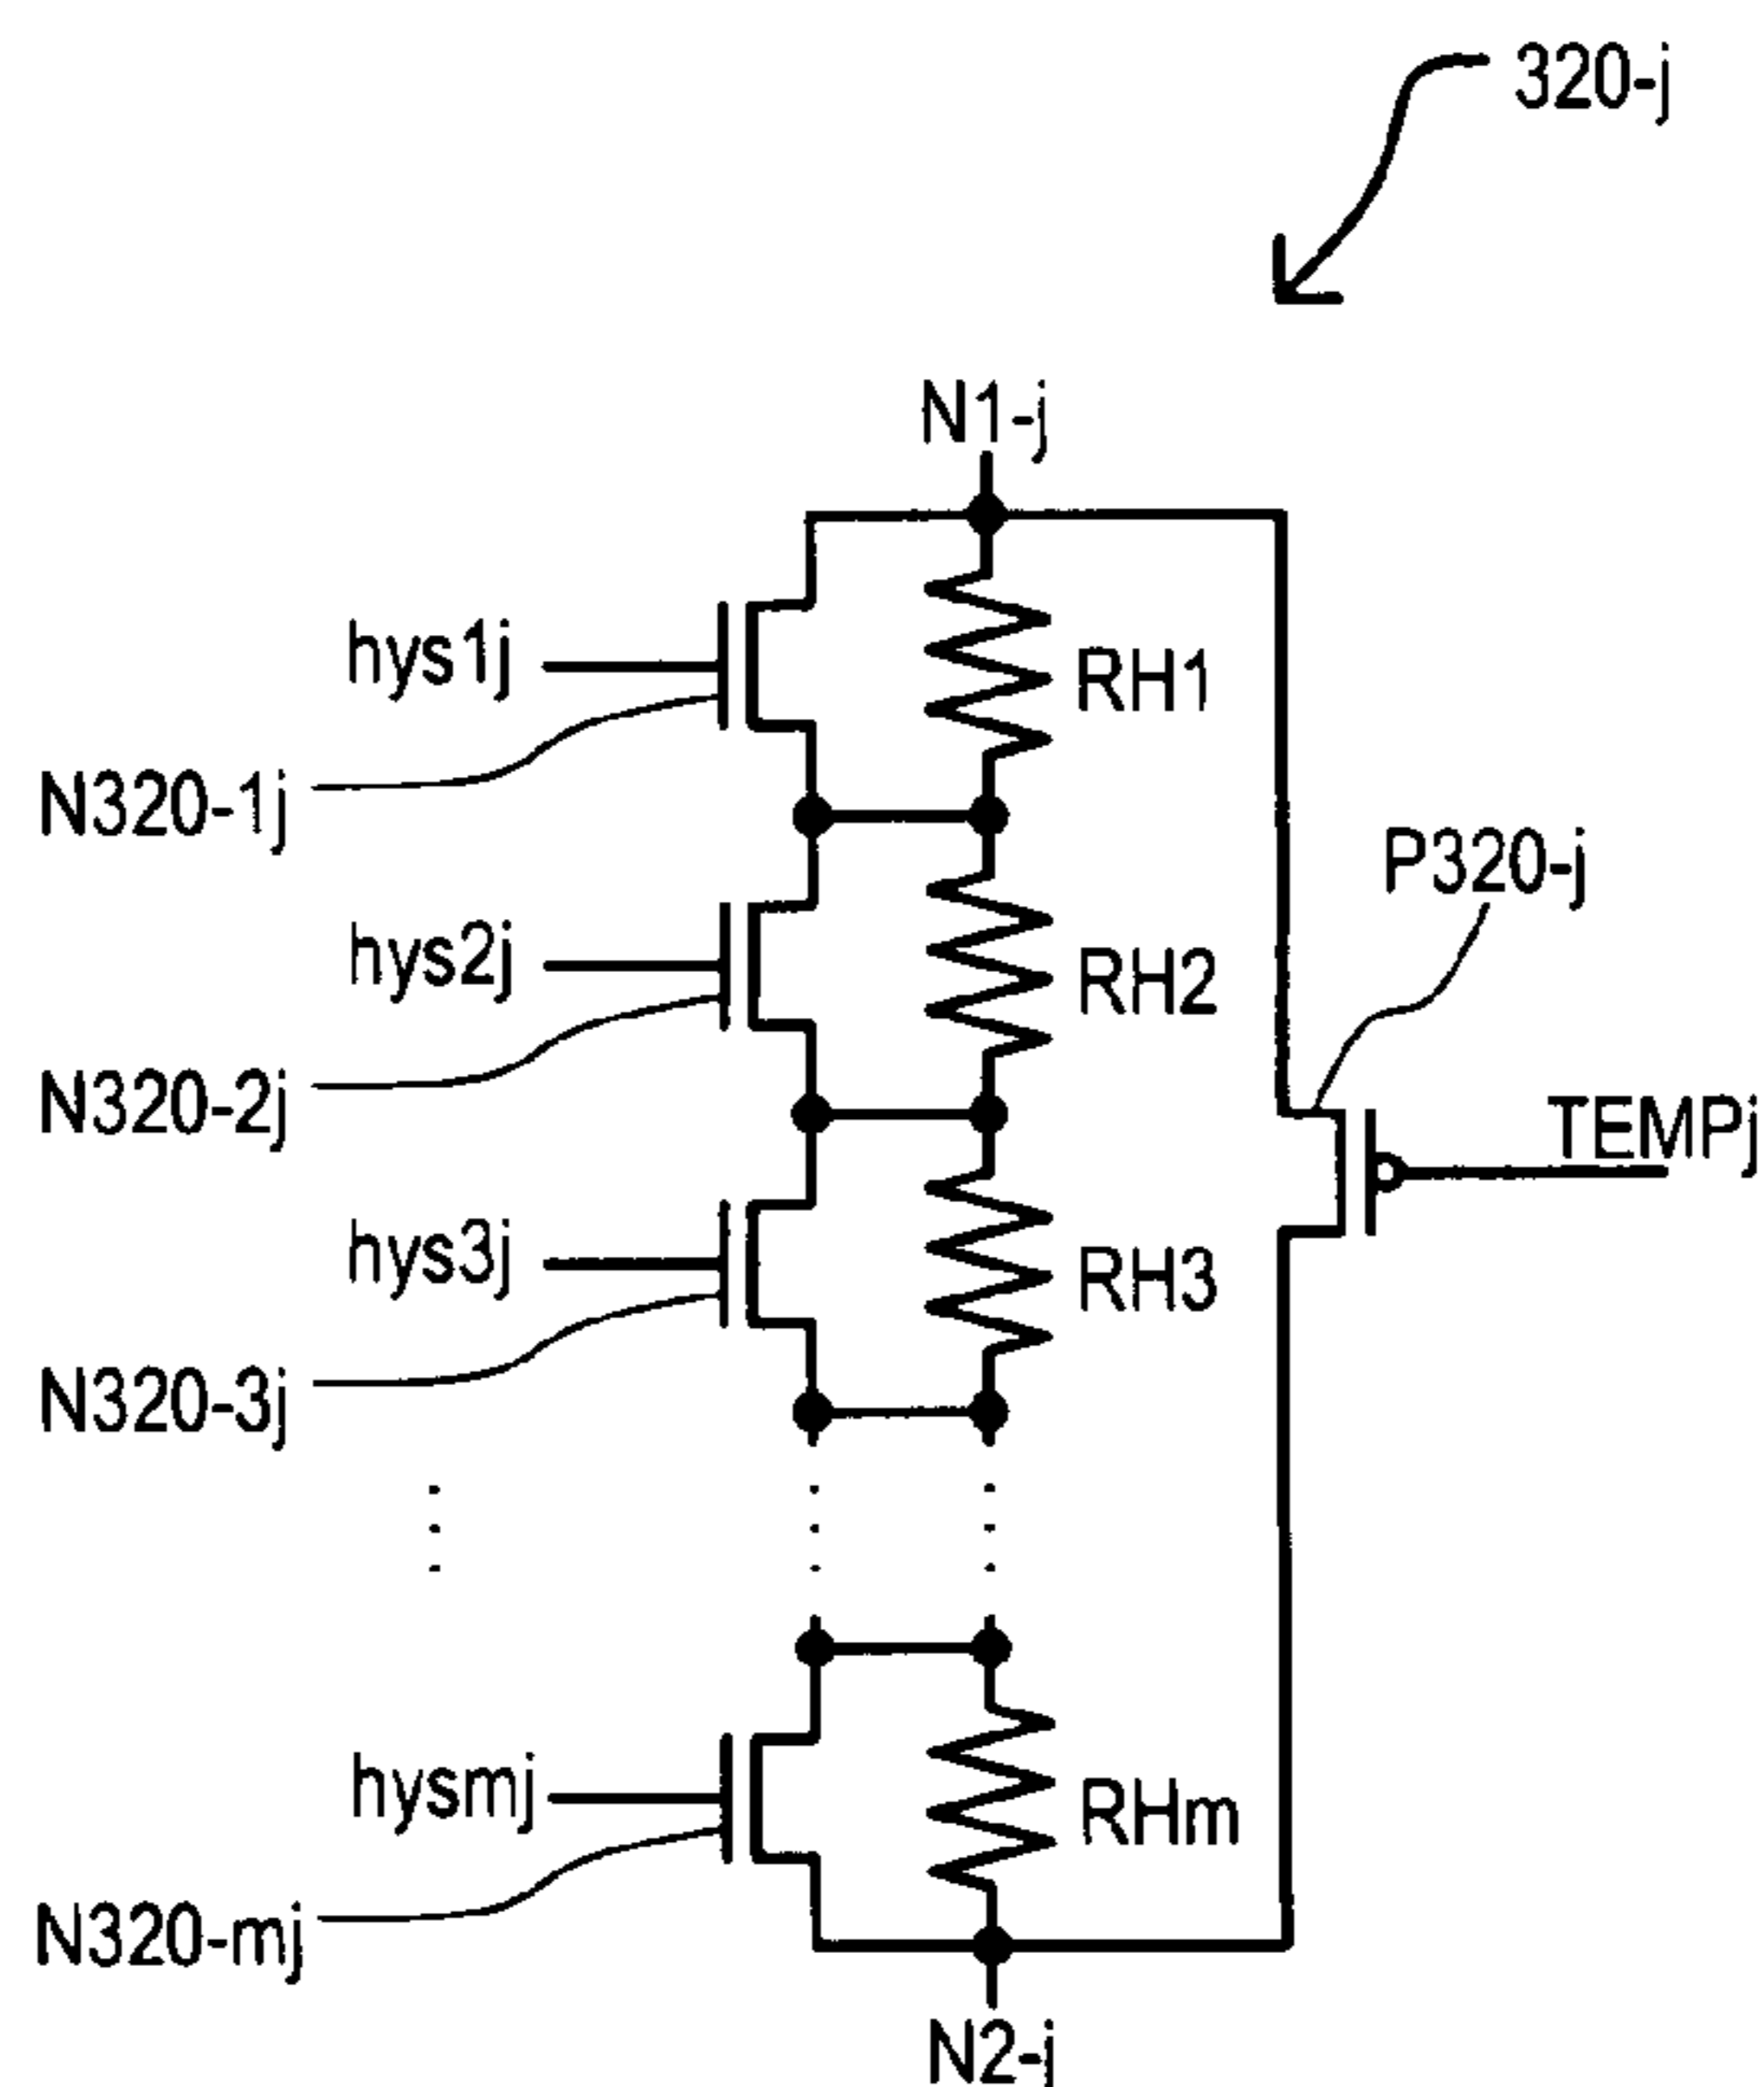 320-j
N1-j
hys1j
RH1
N320-1j
P320-j
hys2j
RH2
N320-2j
TEMPj
hys3j
RH3
N320-3j
hysmj
RHm
N320-mj
N2-j